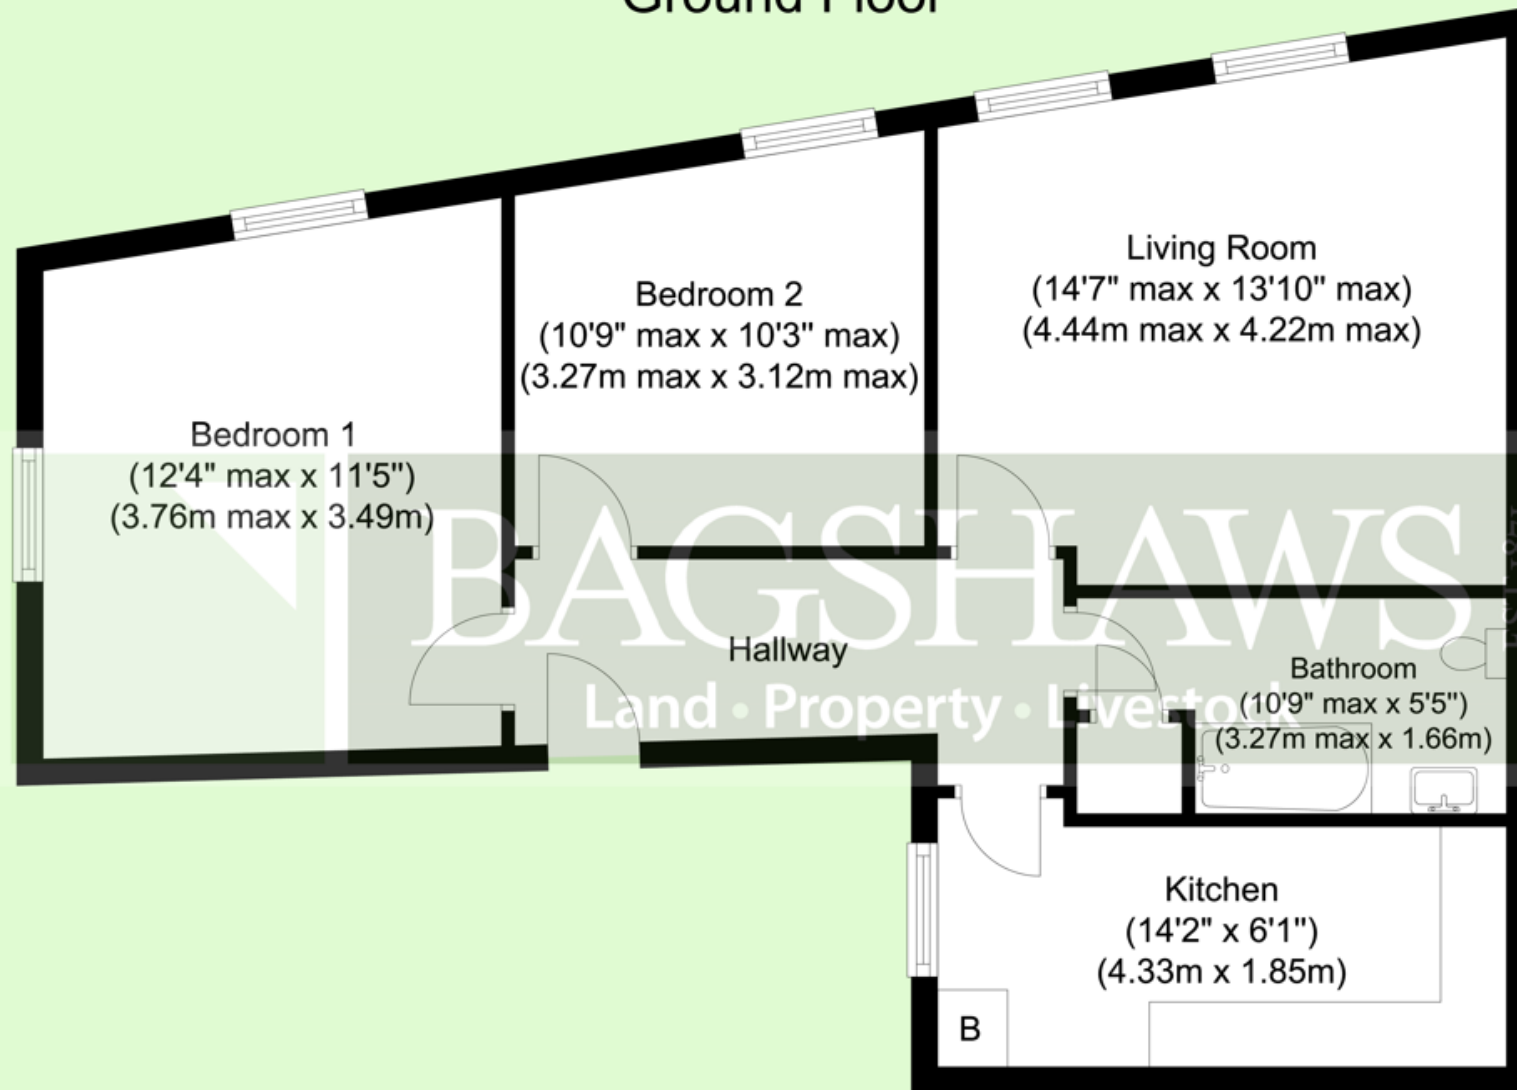 Ground Floor
Living Room
(14'7" max x 13'10" max)
(4.44m max x 4.22m max)
Bedroom 2
(10'9" max x 10'3" max)
(3.27m max x 3.12m max)
Bedroom 1
(12'4" max x 11'5")
(3.76m max x 3.49m)
BAGSHAWS
Land • Property • Livestock
Hallway
Bathroom
(10'9" max x 5'5")
(3.27m max x 1.66m)
Kitchen
(14'2" x 6'1")
(4.33m x 1.85m)
B